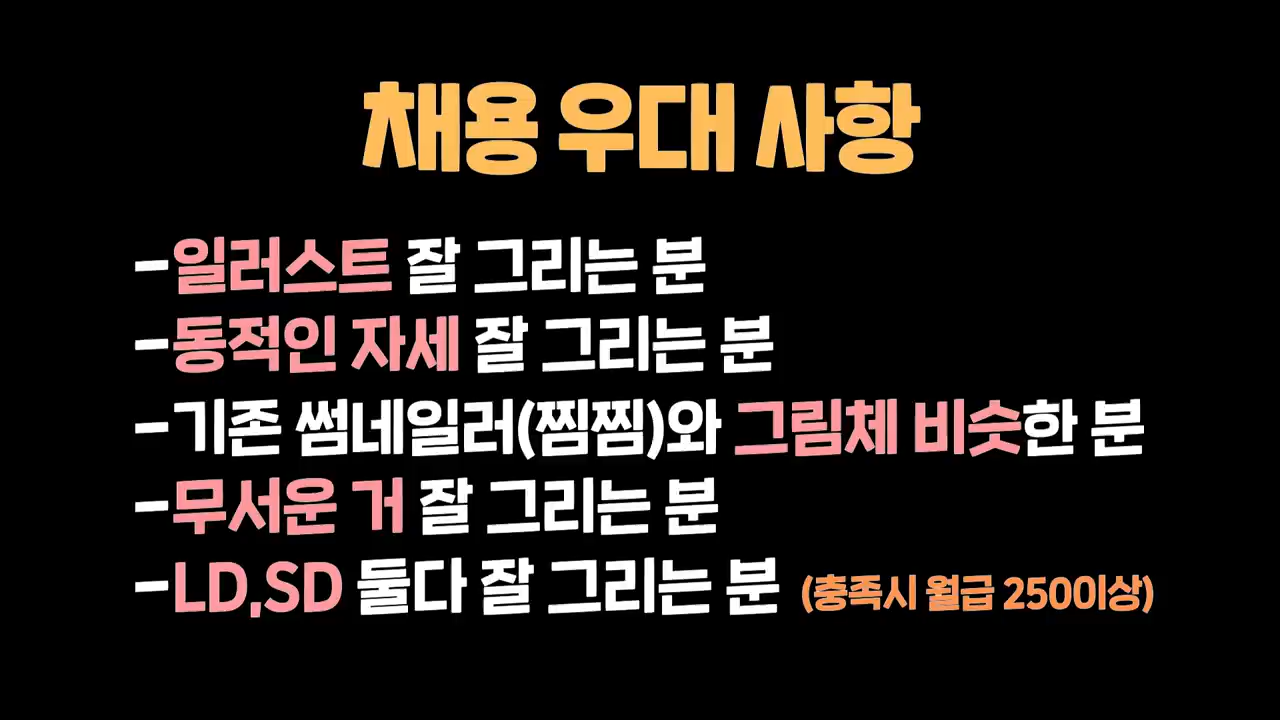 채용 우대 사항
-일러스트 잘 그리는 분
-동적인 자세 잘 그리는 분
-기존 썸네일러(찜찜)와 그림체 비슷한 분
-무서운 거 잘 그리는 분
-LD,SD 둘다 잘 그리는 분 (충족시 월급 2500이상)